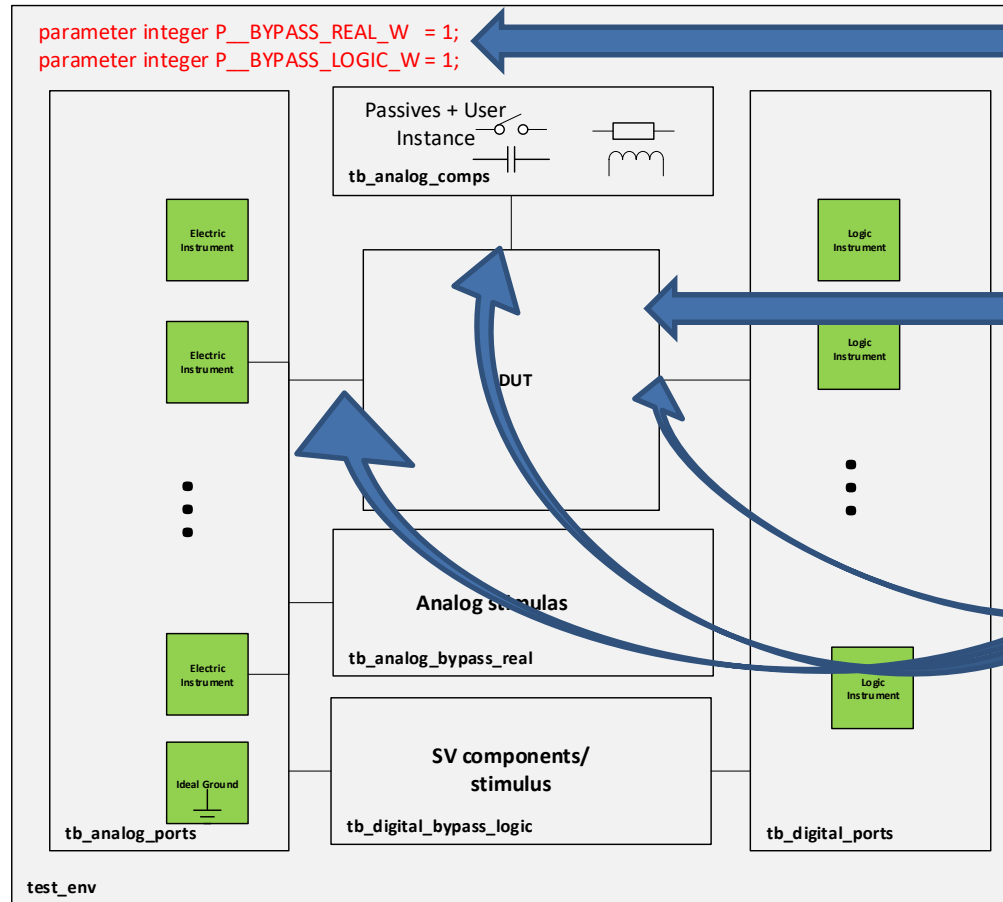 parameter integer P__BYPASS_REAL_W = 1;
parameter integer P__BYPASS_LOGIC_W = 1;
Passives + User
Instance
tb_analog_comps
Electric
Instrument
Electric
Instrument
Electric
Instrument
Ideal Ground
tb_analog_ports
DUT
Analog stimulas
tb_analog_bypass_real
SV components/
stimulus
tb_digital_bypass_logic
Logic
Instrument
Logic
Instrument
Logic
Instrument
tb_digital_ports
test_env